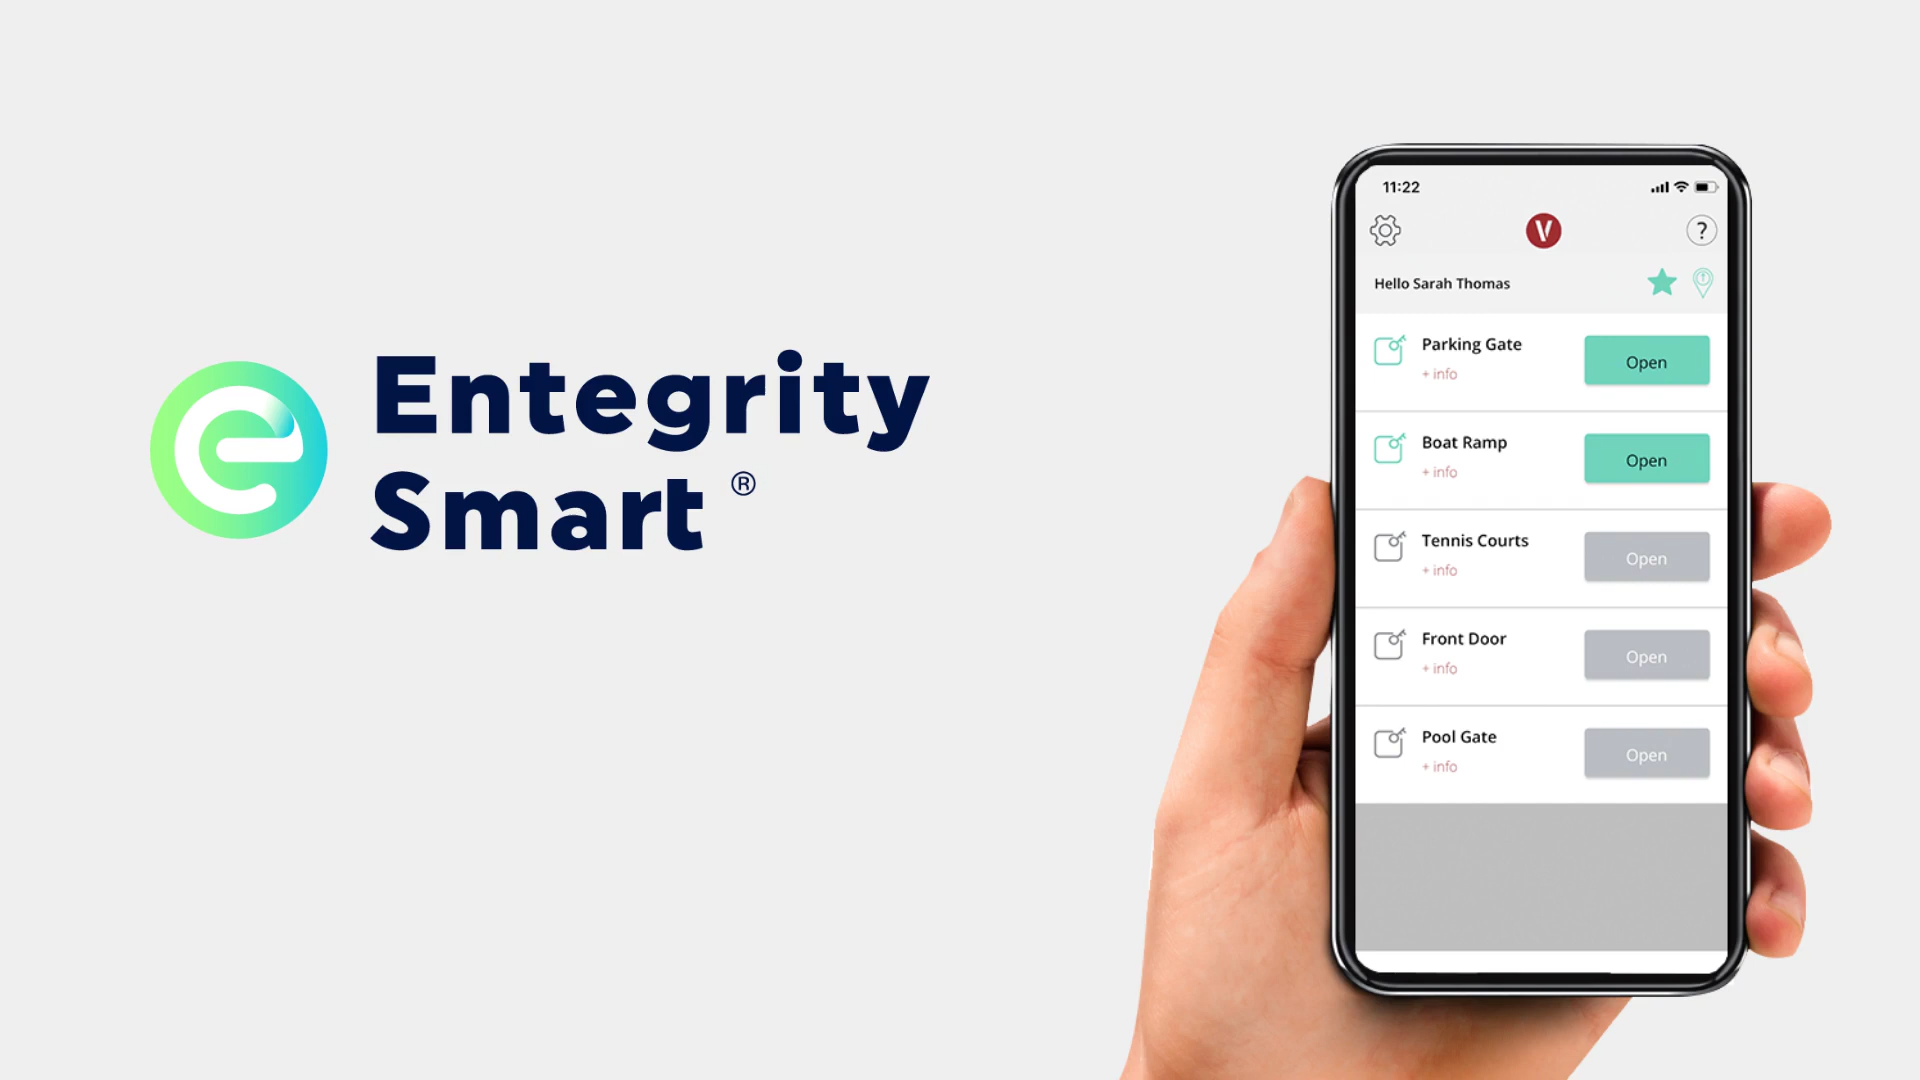 Entegrity
Smart ®
11:22
V
?
Hello Sarah Thomas
Parking Gate
+ info
Open
Boat Ramp
+ info
Open
Tennis Courts
+ info
Open
Front Door
+ info
Open
Pool Gate
+ info
Open